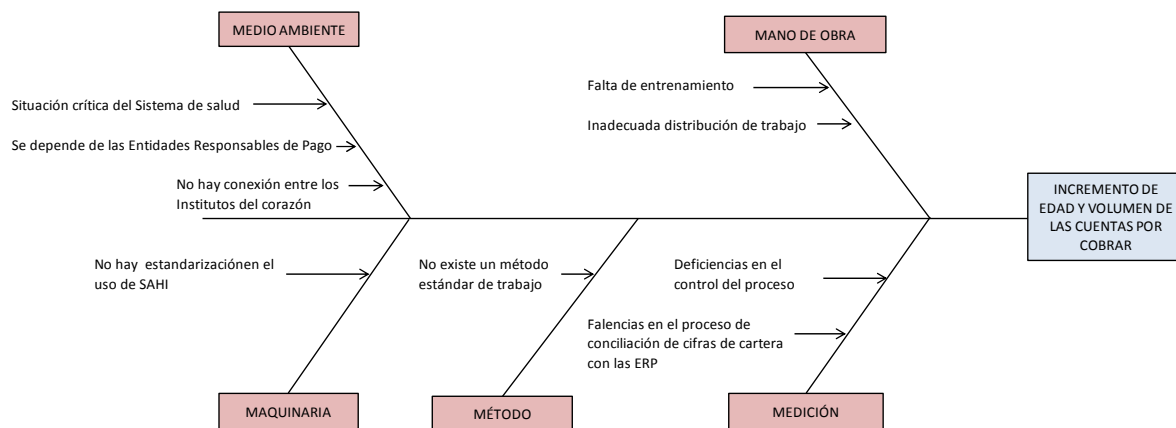 MEDIO AMBIENTE
MANO DE OBRA
Situación crítica del Sistema de salud
Se depende de las Entidades Responsables de Pago
No hay conexión entre los
Institutos del corazón
Falta de entrenamiento
Inadecuada distribución de trabajo
INCREMENTO DE
EDAD Y VOLUMEN DE
LAS CUENTAS POR
COBRAR
No hay  estandarizaciónen el
uso de SAHI
No existe un método
estándar de trabajo
Deficiencias en el
control del proceso
Falencias en el proceso de
conciliación de cifras de cartera
con las ERP
MAQUINARIA
MÉTODO
MEDICIÓN